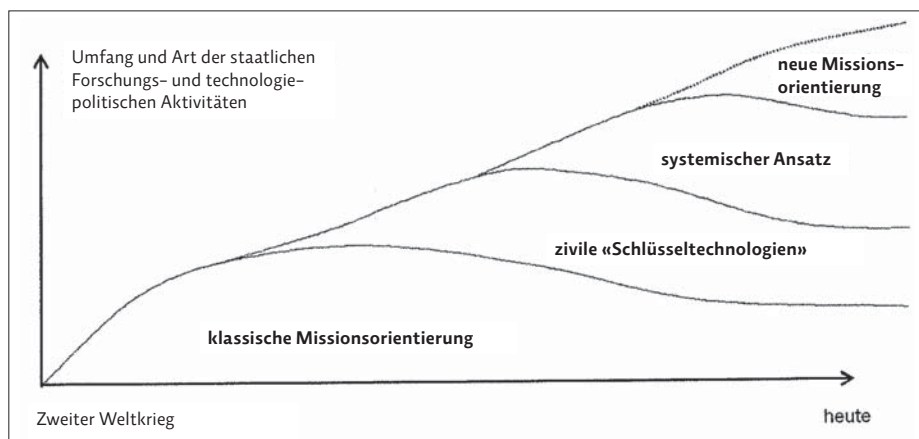 Umfang und Art der staatlichen
Forschungs- und technologie-
politischen Aktivitäten
neue Missions-
orientierung
systemischer Ansatz
zivile «Schlüsseltechnologien»
klassische Missionsorientierung
Zweiter Weltkrieg
heute